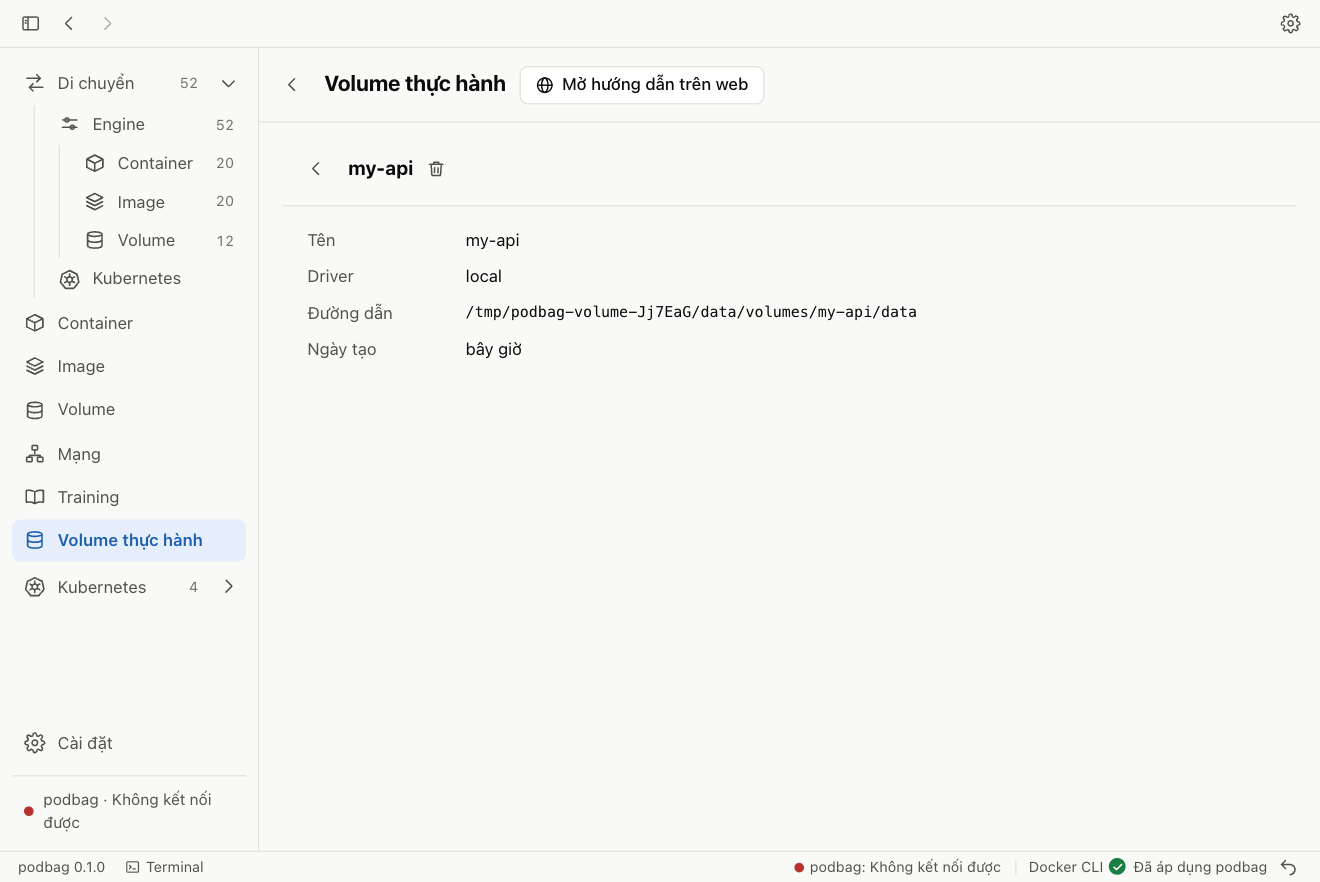 Di chuyển 52
Engine 52
Container 20
Image 20
Volume 12
Kubernetes
Container
Image
Volume
Mạng
Training
Volume thực hành
Kubernetes 4
Cài đặt
podbag · Không kết nối
được
Volume thực hành
Mở hướng dẫn trên web
my-api
Tên my-api
Driver local
Đường dẫn /tmp/podbag-volume-Jj7EaG/data/volumes/my-api/data
Ngày tạo bây giờ
podbag 0.1.0 Terminal podbag: Không kết nối được Docker CLI Đã áp dụng podbag